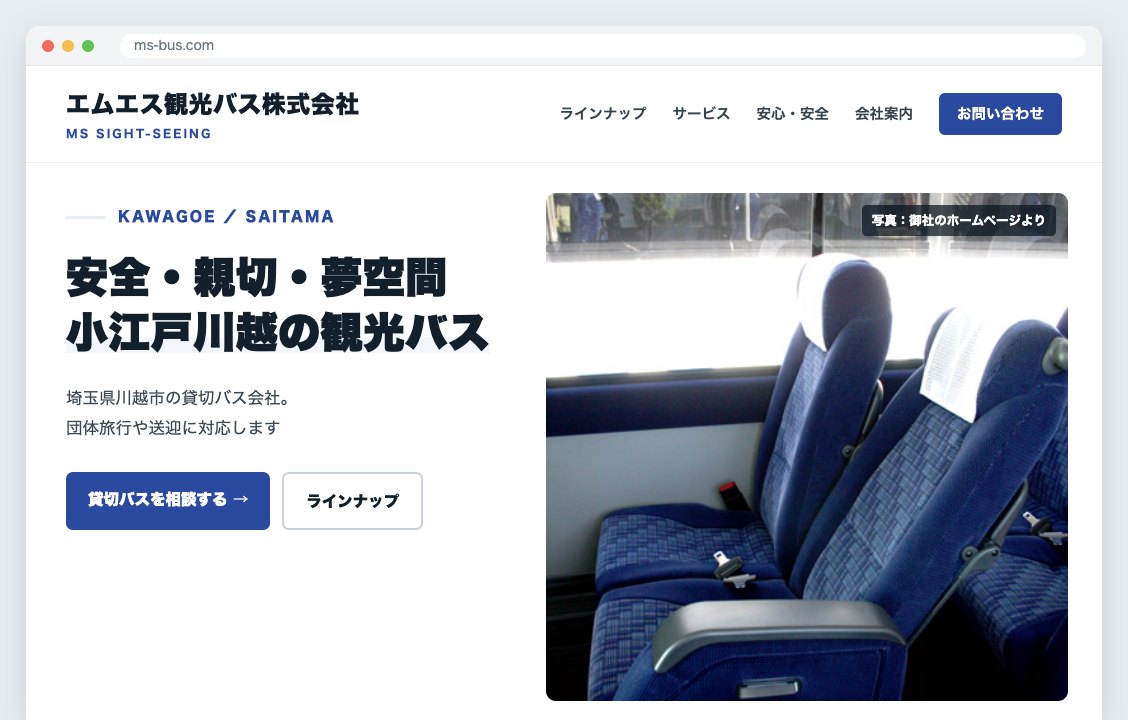 ms-bus.com
エムエス観光バス株式会社
MS SIGHT-SEEING
ラインナップ
サービス
安心・安全
会社案内
お問い合わせ
KAWAGOE ／ SAITAMA
安全・親切・夢空間
小江戸川越の観光バス
埼玉県川越市の貸切バス会社。
団体旅行や送迎に対応します
貸切バスを相談する →
ラインナップ
写真：御社のホームページより